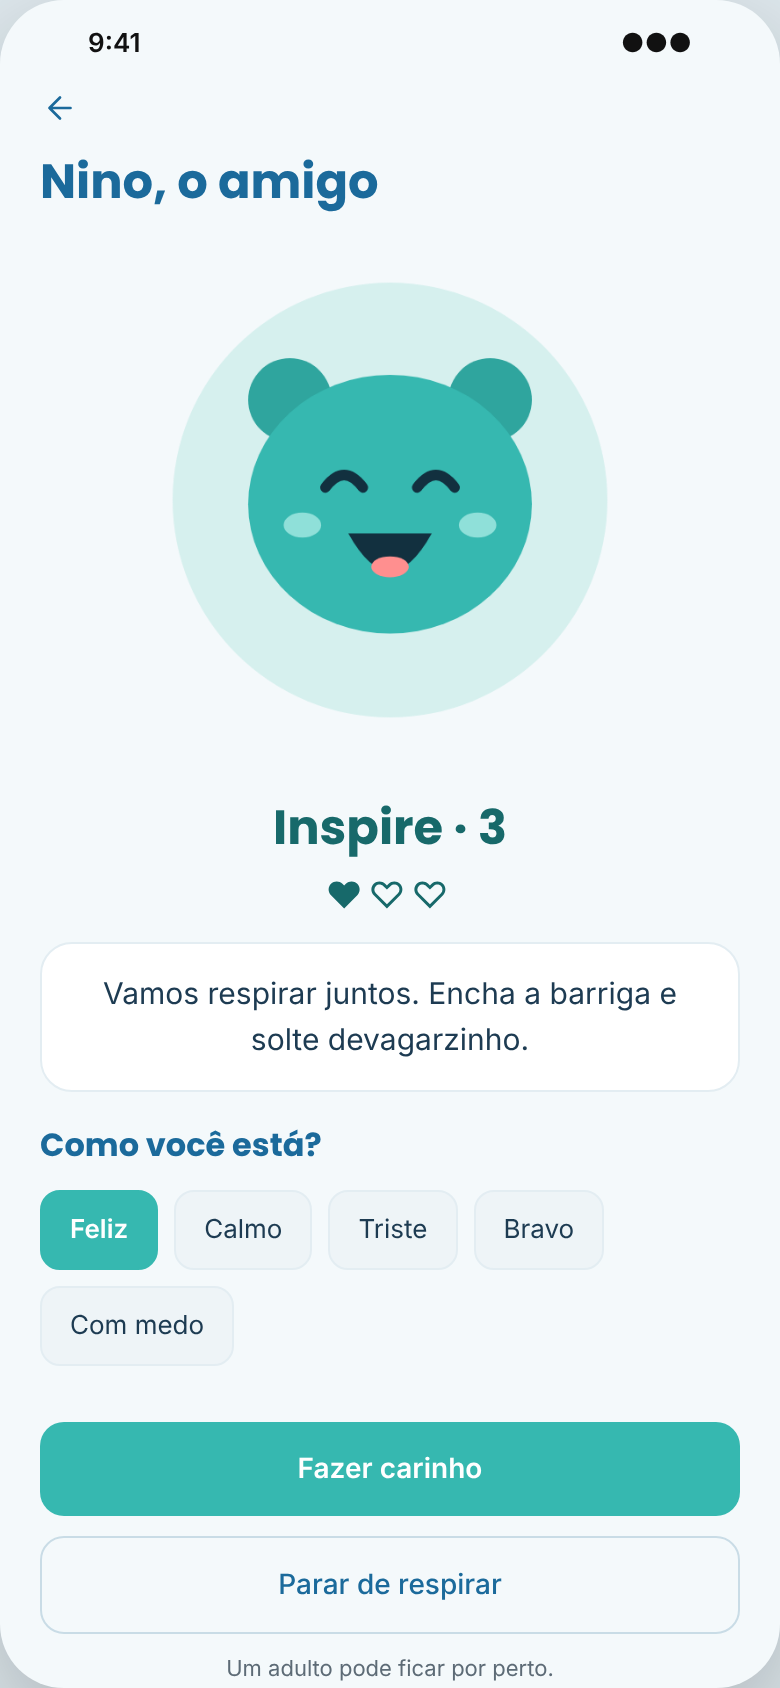 9:41
Nino, o amigo
Inspire · 3
Vamos respirar juntos. Encha a barriga e
solte devagarzinho.
Como você está?
Feliz
Calmo
Triste
Bravo
Com medo
Fazer carinho
Parar de respirar
Um adulto pode ficar por perto.